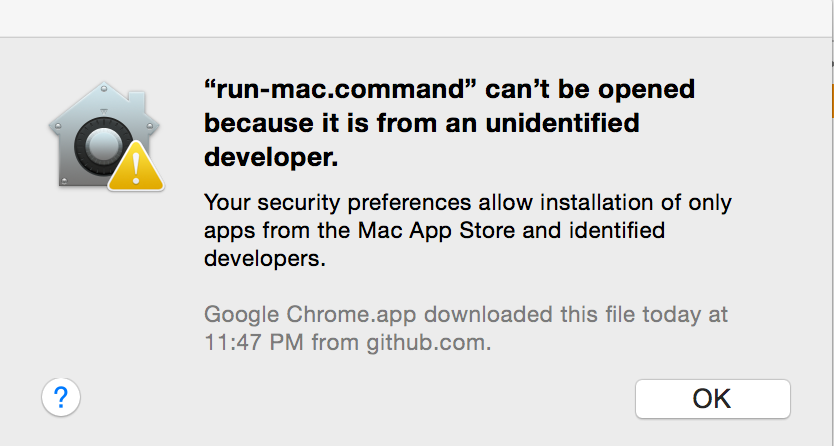 “run-mac.command” can’t be opened
because it is from an unidentified
developer.
Your security preferences allow installation of only
apps from the Mac App Store and identified
developers.
Google Chrome.app downloaded this file today at
11:47 PM from github.com.
?
OK